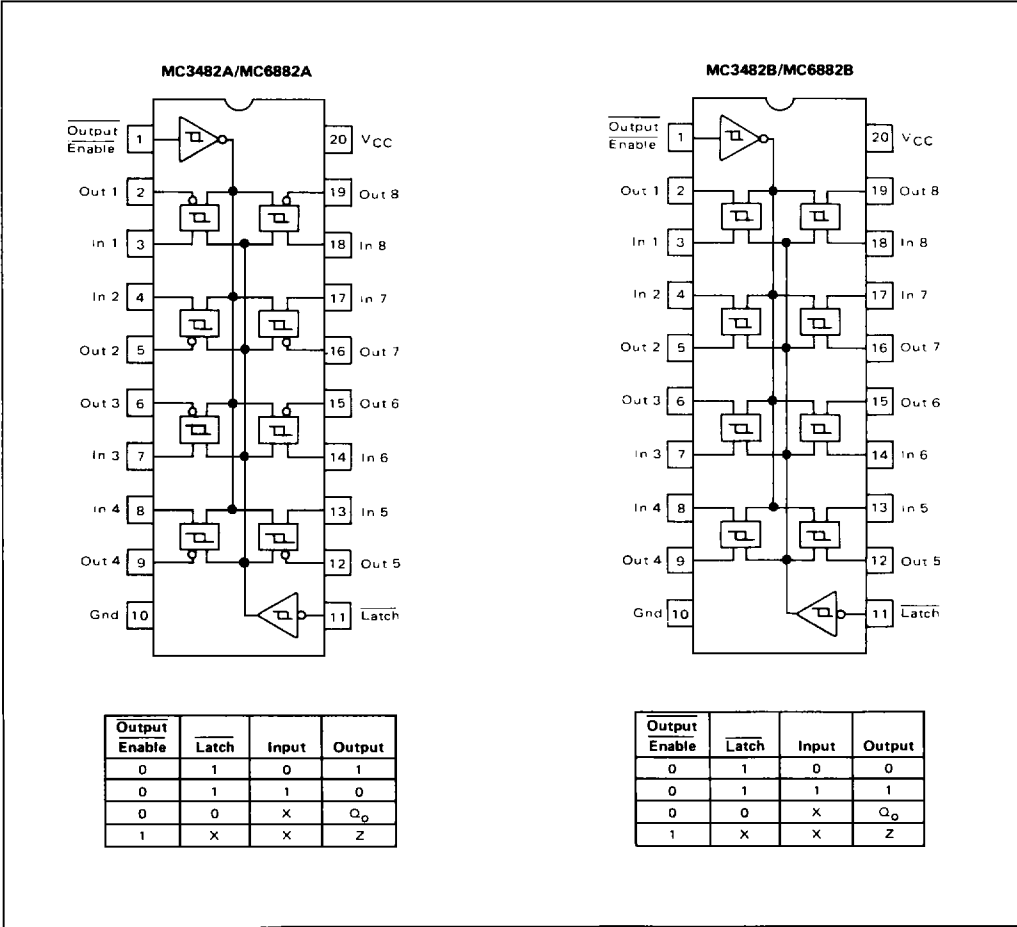 MC3482A/MC6882A
Output
Enable
1
20 VCC
Out 1 2
19 Out 8
In 1 3
18 In 8
In 2 4
17 In 7
Out 2 5
16 Out 7
Out 3 6
15 Out 6
In 3 7
14 In 6
In 4 8
13 In 5
Out 4 9
12 Out 5
Gnd 10
11 Latch
Output
Enable Latch Input Output
0 1 0 1
0 1 1 0
0 0 X Qo
1 X X Z
MC3482B/MC6882B
Output
Enable
1
20 VCC
Out 1 2
19 Out 8
In 1 3
18 In 8
In 2 4
17 In 7
Out 2 5
16 Out 7
Out 3 6
15 Out 6
In 3 7
14 In 6
In 4 8
13 In 5
Out 4 9
12 Out 5
Gnd 10
11 Latch
Output
Enable Latch Input Output
0 1 0 0
0 1 1 1
0 0 X Qo
1 X X Z